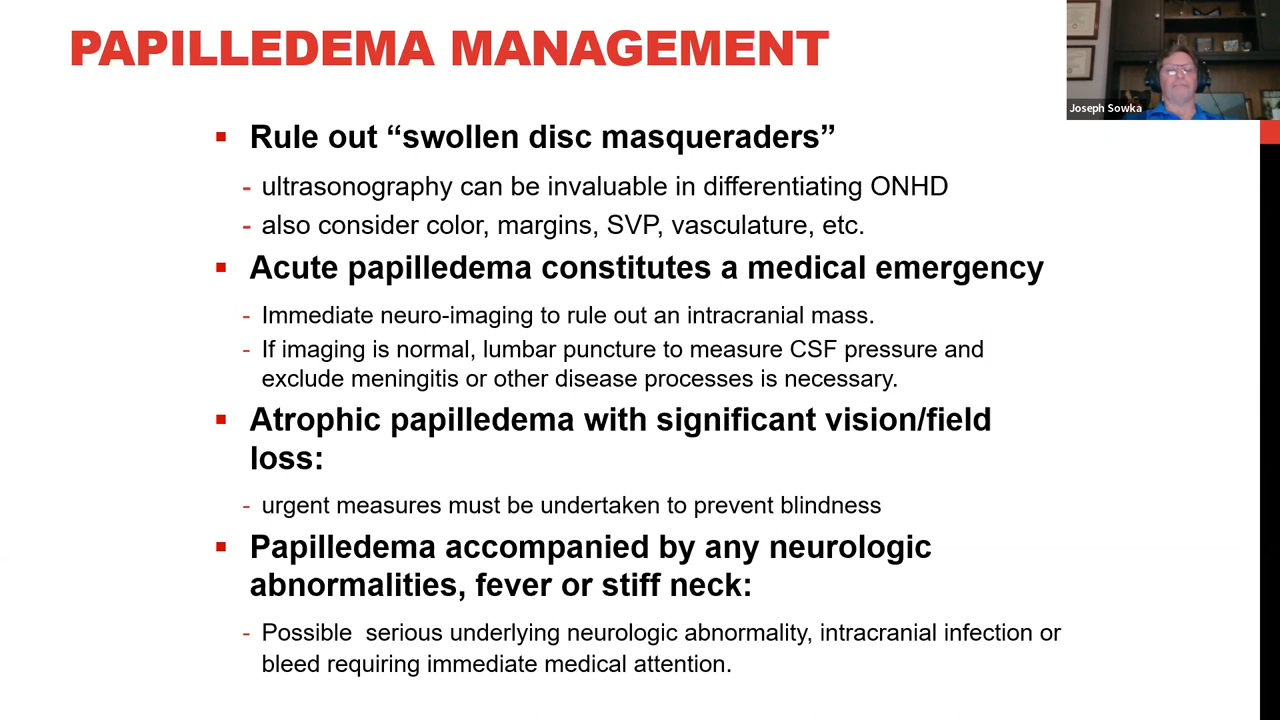 PAPILLEDEMA MANAGEMENT
Joseph Sowka
▪ Rule out “swollen disc masqueraders”
- ultrasonography can be invaluable in differentiating ONHD
- also consider color, margins, SVP, vasculature, etc.
▪ Acute papilledema constitutes a medical emergency
- Immediate neuro-imaging to rule out an intracranial mass.
- If imaging is normal, lumbar puncture to measure CSF pressure and
exclude meningitis or other disease processes is necessary.
▪ Atrophic papilledema with significant vision/field
loss:
- urgent measures must be undertaken to prevent blindness
▪ Papilledema accompanied by any neurologic
abnormalities, fever or stiff neck:
- Possible  serious underlying neurologic abnormality, intracranial infection or
bleed requiring immediate medical attention.